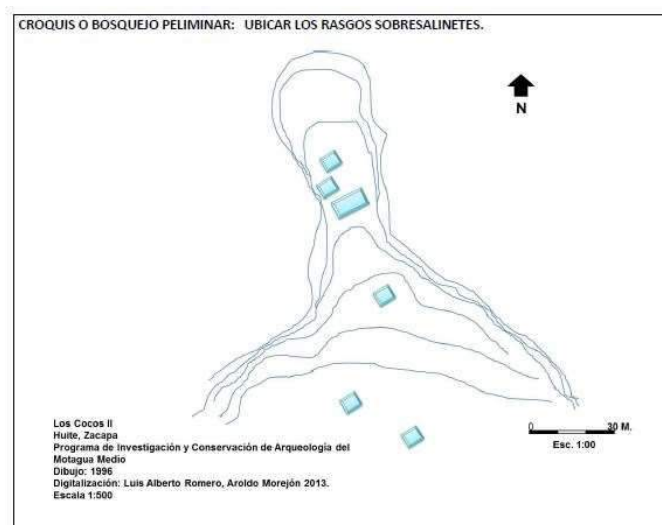 CROQUIS O BOSQUEJO PELIMINAR: UBICAR LOS RASGOS SOBRESALINETES.
N
Los Cocos II
Huite, Zacapa
Programa de Investigación y Conservación de Arqueología del
Motagua Medio
Dibujo: 1996
Digitalización: Luis Alberto Romero, Aroldo Morejón 2013.
Escala 1:500
0 30 M.
Esc. 1:00